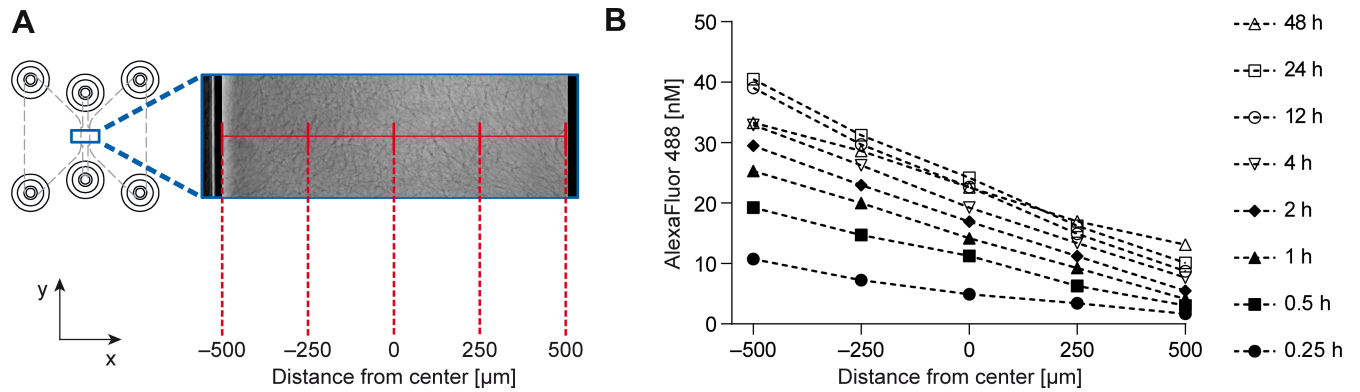 A
y
x
–500
–250
0
250
500
Distance from center [µm]
B
AlexaFluor 488 [nM]
50
40
30
20
10
0
–500
–250
0
250
500
Distance from center [µm]
48 h
24 h
12 h
4 h
2 h
1 h
0.5 h
0.25 h